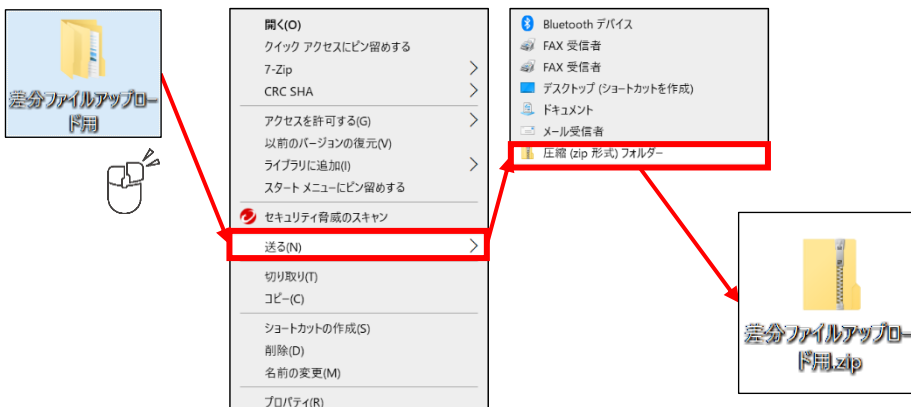 差分ファイルアップロー
ド用
開く(O)
クイック アクセスにピン留めする
7-Zip
CRC SHA
アクセスを許可する(G)
以前のバージョンの復元(V)
ライブラリに追加(I)
スタート メニューにピン留めする
セキュリティ脅威のスキャン
送る(N)
切り取り(T)
コピー(C)
ショートカットの作成(S)
削除(D)
名前の変更(M)
プロパティ(R)
Bluetooth デバイス
FAX 受信者
FAX 受信者
デスクトップ (ショートカットを作成)
ドキュメント
メール受信者
圧縮 (zip 形式) フォルダー
差分ファイルアップロー
ド用.zip